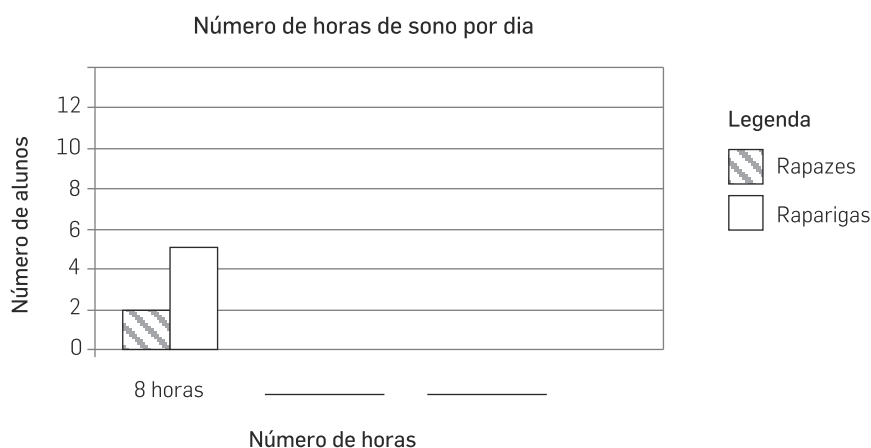 Número de horas de sono por dia
Número de alunos
12
10
8
6
4
2
0
8 horas
Número de horas
Legenda
Rapazes
Raparigas